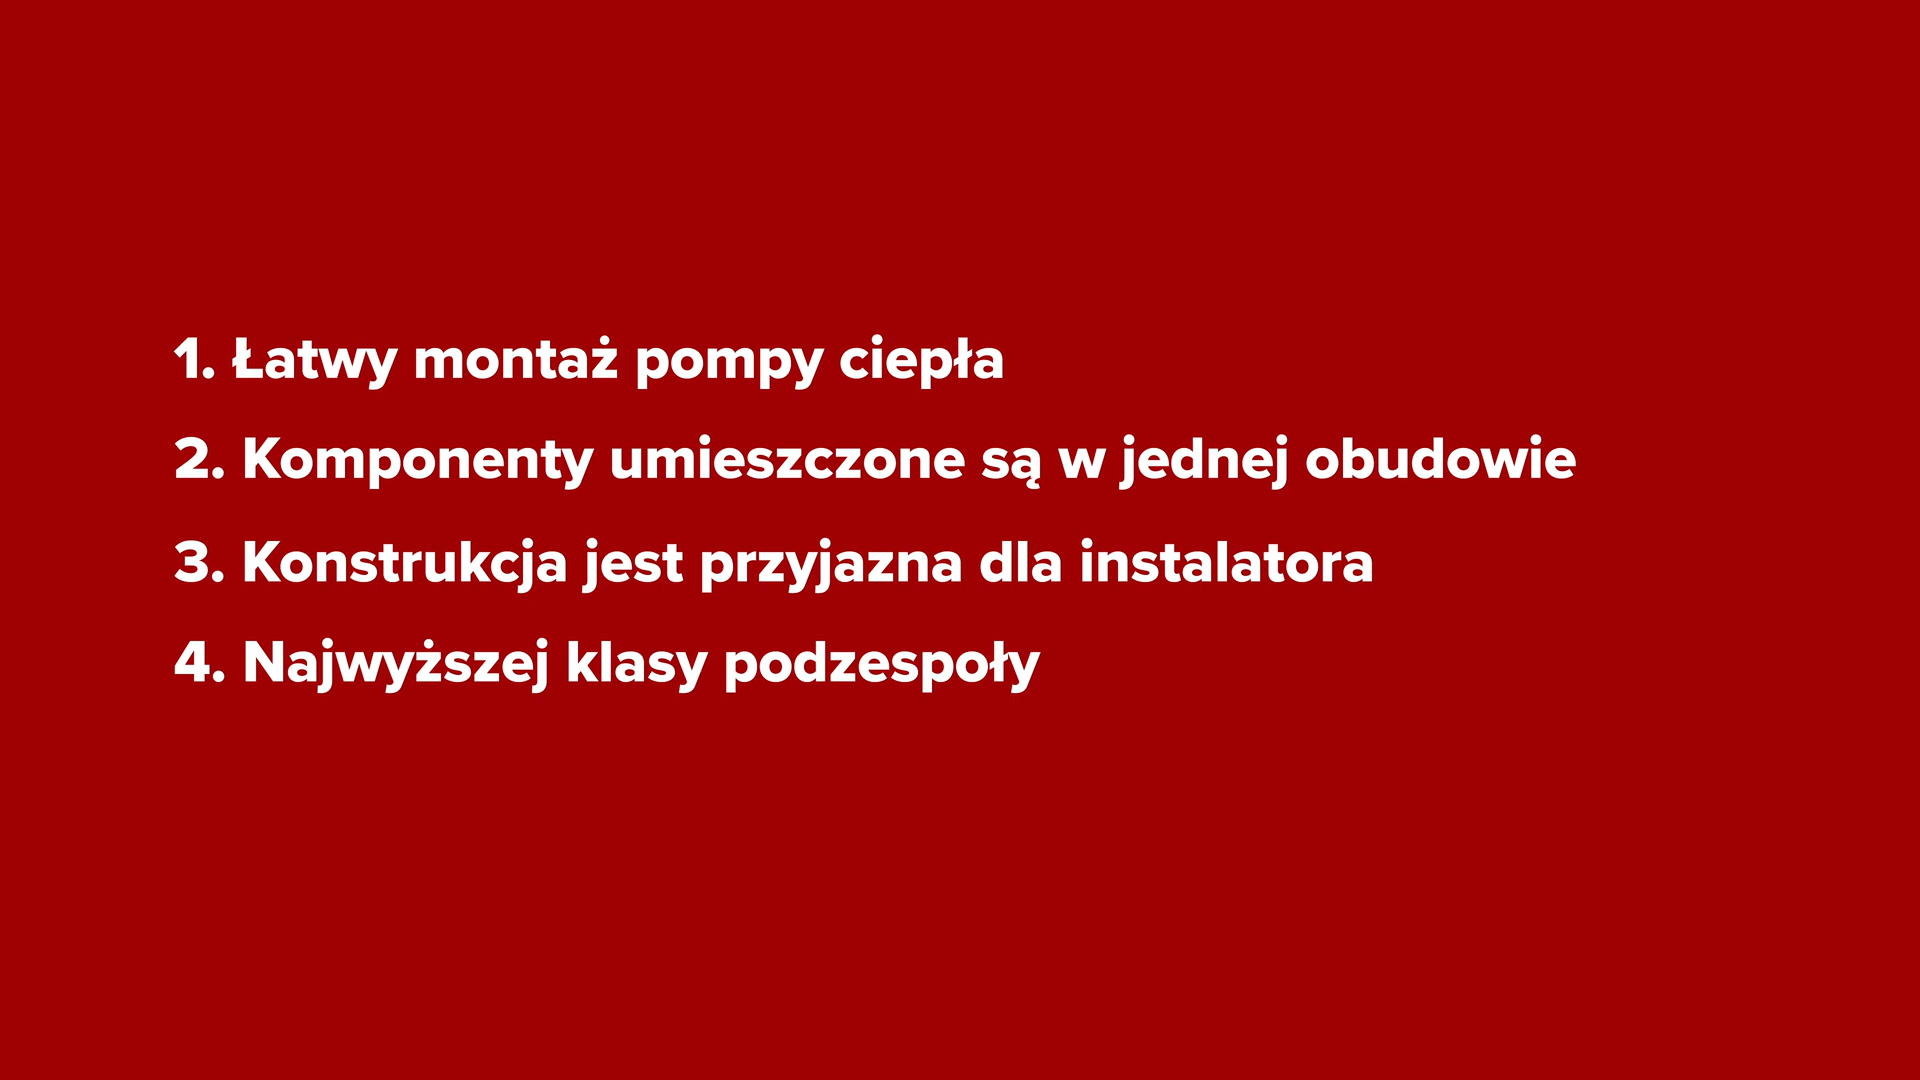 1. Łatwy montaż pompy ciepła
2. Komponenty umieszczone są w jednej obudowie
3. Konstrukcja jest przyjazna dla instalatora
4. Najwyższej klasy podzespoły